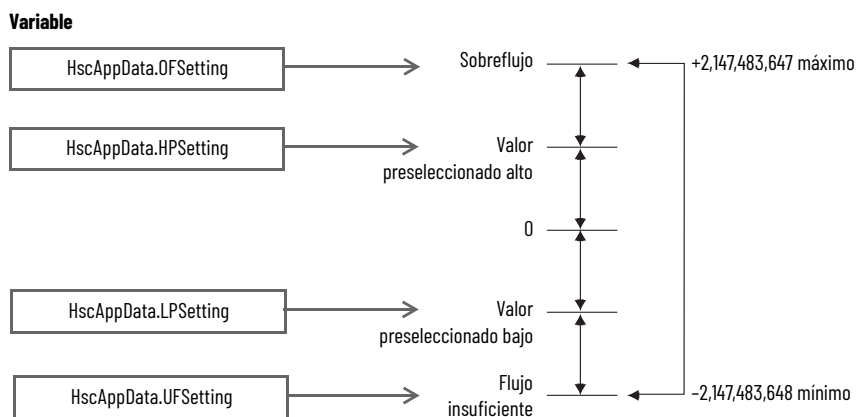 Variable
HscAppData.OFSetting
Sobreflujo
+2,147,483,647 máximo
HscAppData.HPSetting
Valor
preseleccionado alto
0
HscAppData.LPSetting
Valor
preseleccionado bajo
HscAppData.UFSetting
Flujo
insuficiente
−2,147,483,648 mínimo